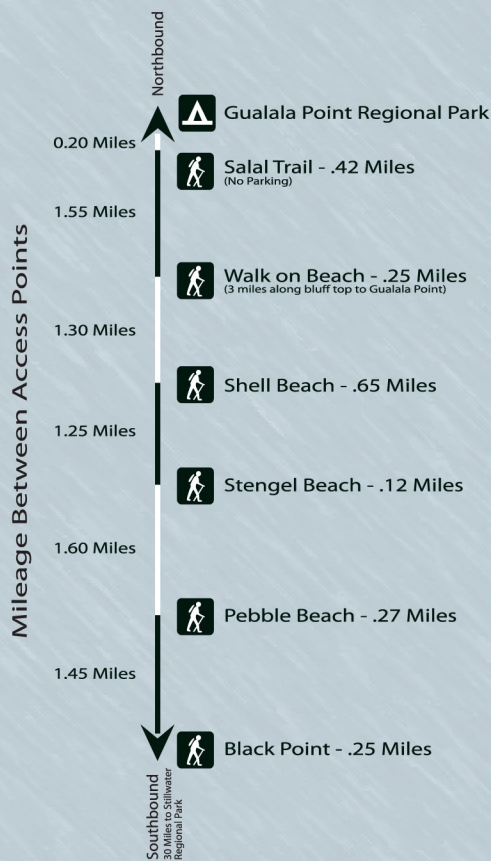 Northbound
Gualala Point Regional Park
0.20 Miles
Salal Trail - .42 Miles
(No Parking)
1.55 Miles
Walk on Beach - .25 Miles
(3 miles along bluff top to Gualala Point)
1.30 Miles
Shell Beach - .65 Miles
1.25 Miles
Stengel Beach - .12 Miles
1.60 Miles
Pebble Beach - .27 Miles
1.45 Miles
Black Point - .25 Miles
Southbound
30 Miles to Stillwater
Regional Park
Mileage Between Access Points